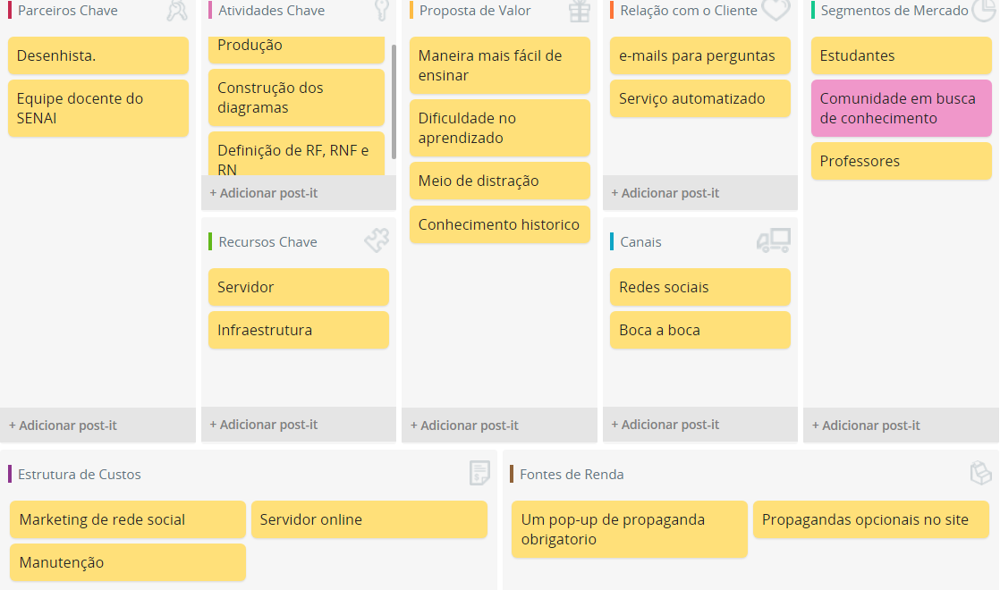 Parceiros Chave
Desenhista.
Equipe docente do
SENAI
+ Adicionar post-it
Atividades Chave
Produção
Construção dos
diagramas
Definição de RF, RNF e
RN
+ Adicionar post-it
Recursos Chave
Servidor
Infraestrutura
+ Adicionar post-it
Proposta de Valor
Maneira mais fácil de
ensinar
Dificuldade no
aprendizado
Meio de distração
Conhecimento historico
+ Adicionar post-it
Relação com o Cliente
e-mails para perguntas
Serviço automatizado
+ Adicionar post-it
Canais
Redes sociais
Boca a boca
+ Adicionar post-it
Segmentos de Mercado
Estudantes
Comunidade em busca
de conhecimento
Professores
+ Adicionar post-it
Estrutura de Custos
Marketing de rede social
Servidor online
Manutenção
Fontes de Renda
Um pop-up de propaganda
obrigatorio
Propagandas opcionais no site